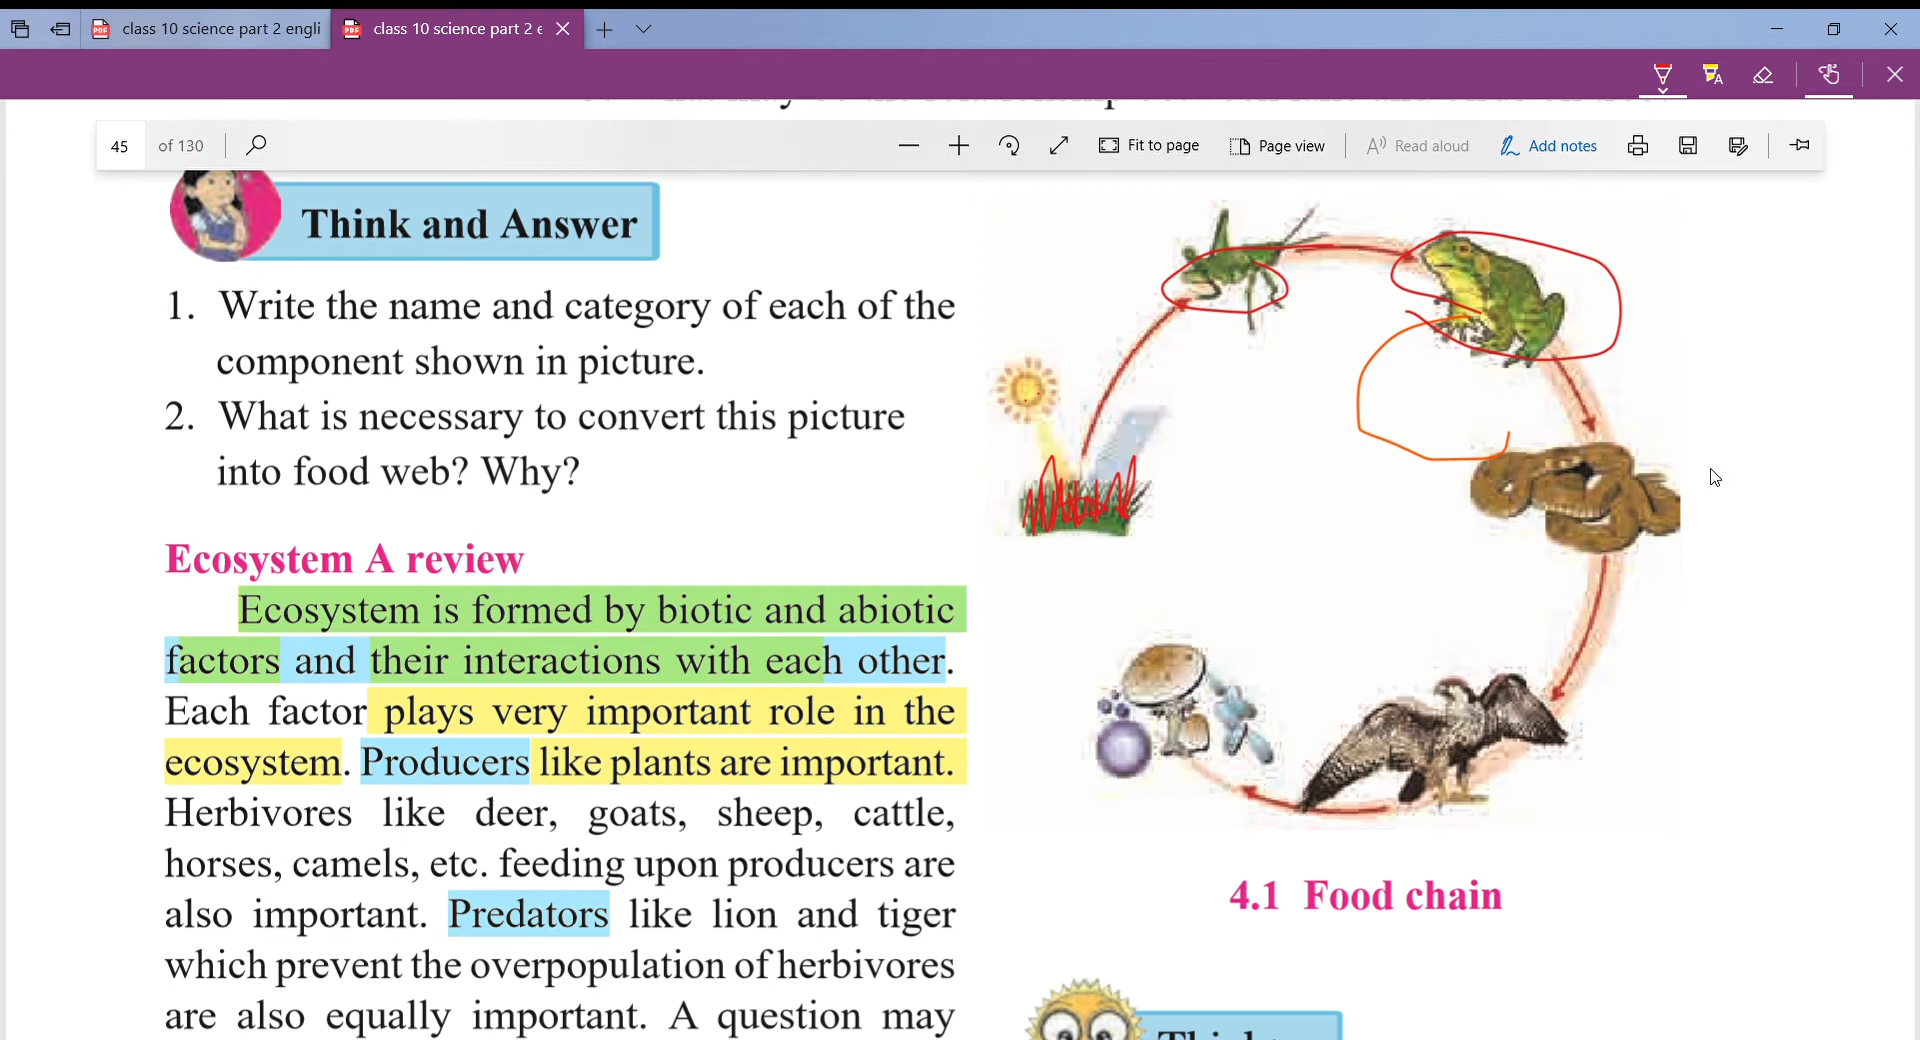 class 10 science part 2 engli
class 10 science part 2 e
45 of 130
Fit to page
Page view
Read aloud
Add notes
Think and Answer
1. Write the name and category of each of the
component shown in picture.
2. What is necessary to convert this picture
into food web? Why?
Ecosystem A review
Ecosystem is formed by biotic and abiotic
factors and their interactions with each other.
Each factor plays very important role in the
ecosystem. Producers like plants are important.
Herbivores like deer, goats, sheep, cattle,
horses, camels, etc. feeding upon producers are
also important. Predators like lion and tiger
which prevent the overpopulation of herbivores
are also equally important. A question may
4.1 Food chain